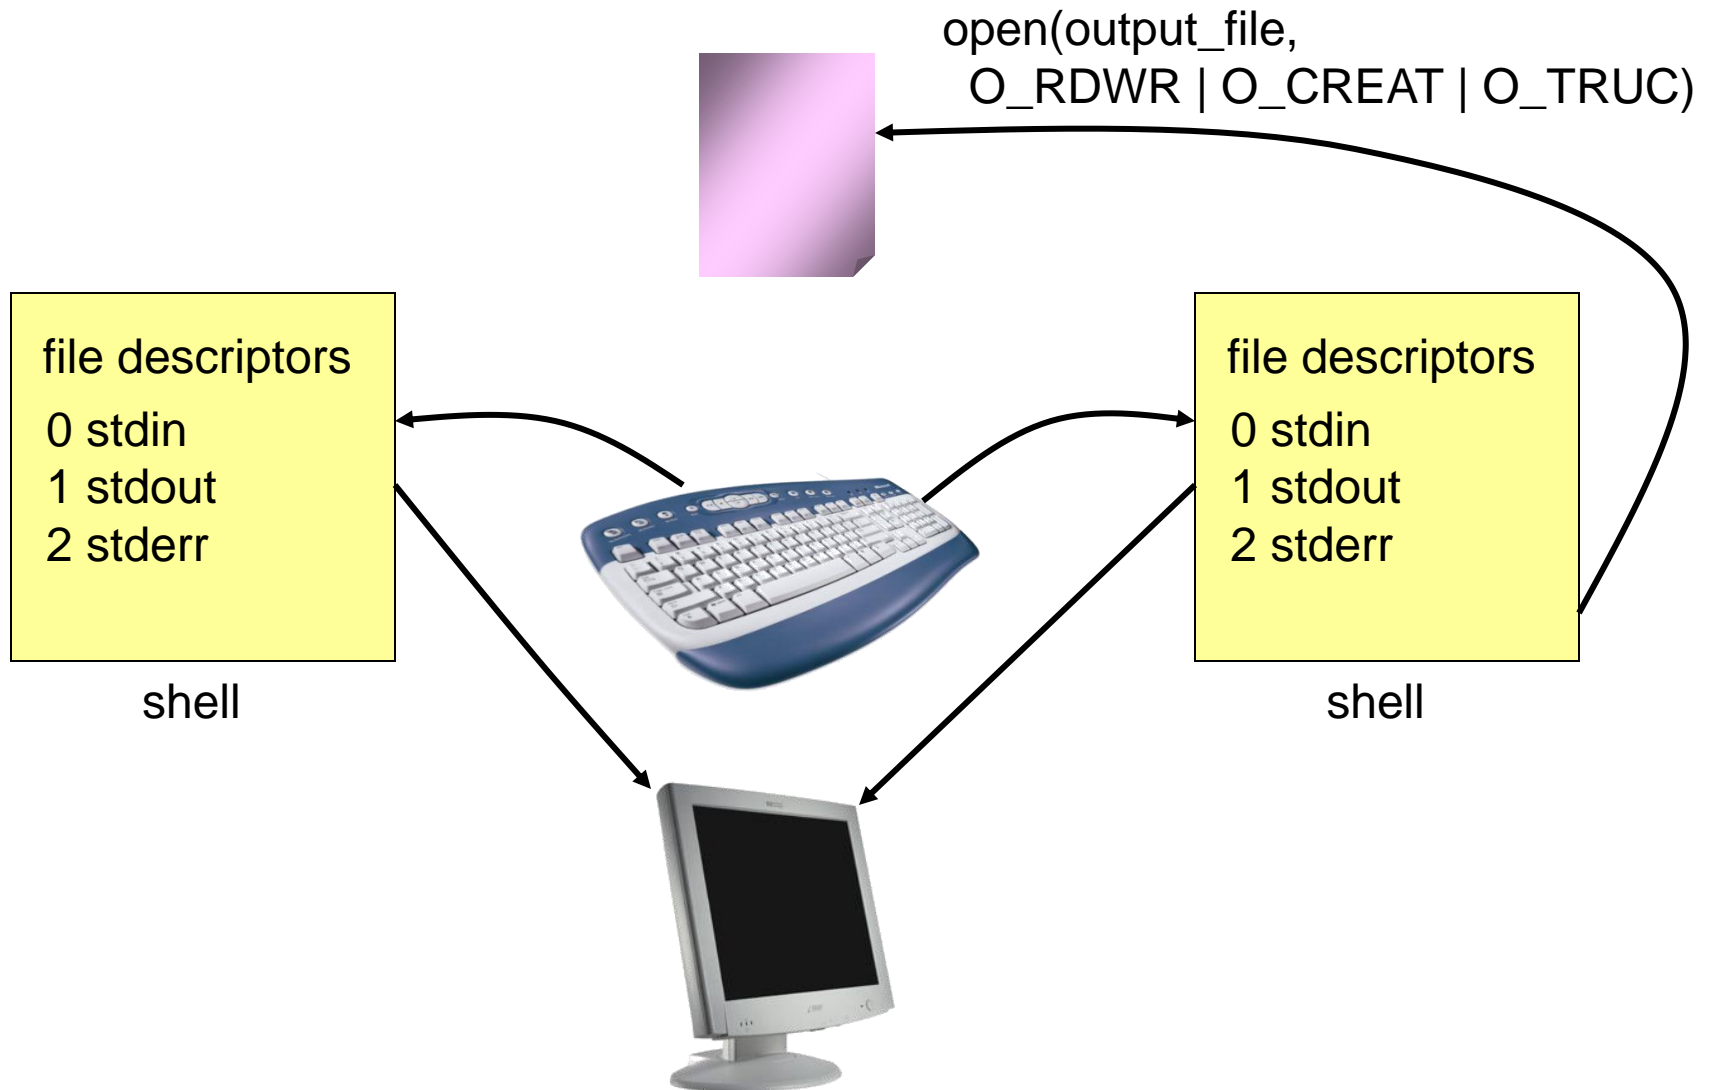 open(output_file,
O_RDWR | O_CREAT | O_TRUC)
file descriptors
0 stdin
1 stdout
2 stderr
shell
file descriptors
0 stdin
1 stdout
2 stderr
shell